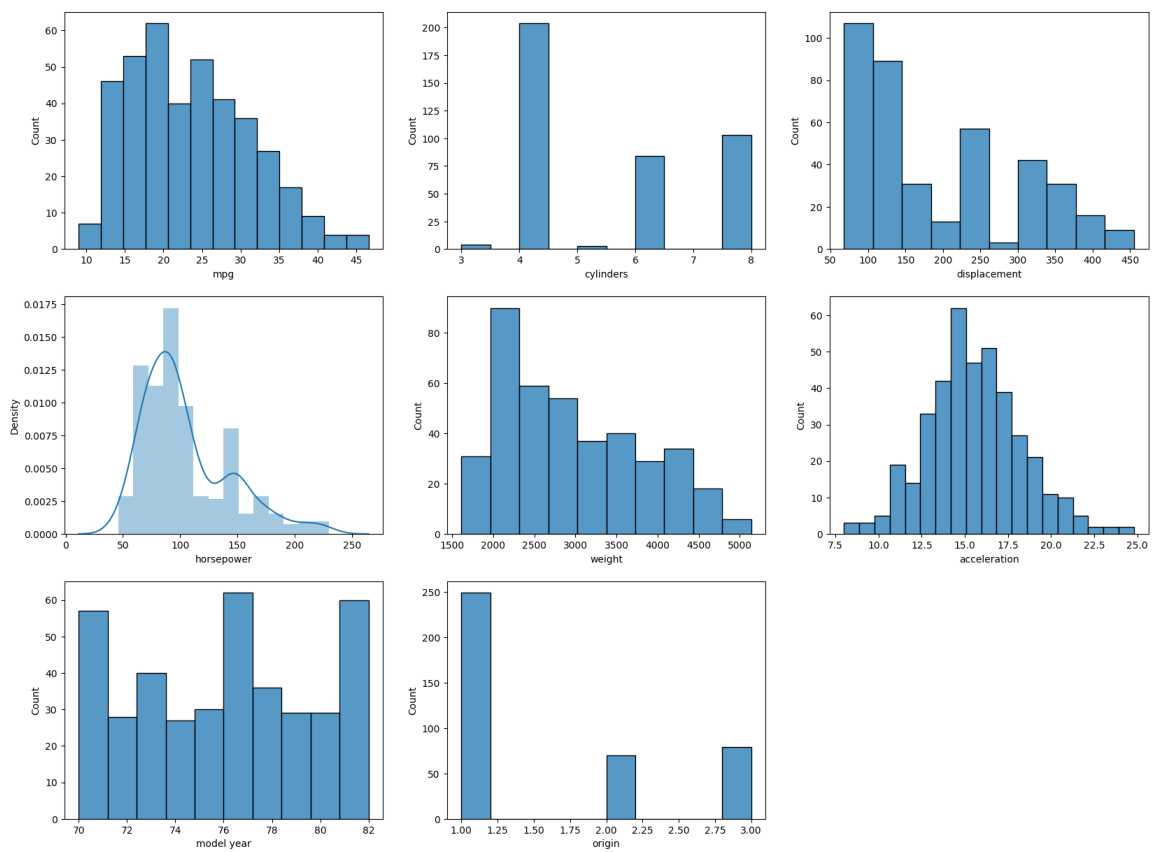 60
50
40
30
20
10
0
Count
10 15 20 25 30 35 40 45
mpg
200
175
150
125
100
75
50
25
0
Count
3 4 5 6 7 8
cylinders
100
80
60
40
20
0
Count
50 100 150 200 250 300 350 400 450
displacement
0.0175
0.0150
0.0125
0.0100
0.0075
0.0050
0.0025
0.0000
Density
0 50 100 150 200 250
horsepower
80
60
40
20
0
Count
1500 2000 2500 3000 3500 4000 4500 5000
weight
60
50
40
30
20
10
0
Count
7.5 10.0 12.5 15.0 17.5 20.0 22.5 25.0
acceleration
60
50
40
30
20
10
0
Count
70 72 74 76 78 80 82
model year
250
200
150
100
50
0
Count
1.00 1.25 1.50 1.75 2.00 2.25 2.50 2.75 3.00
origin